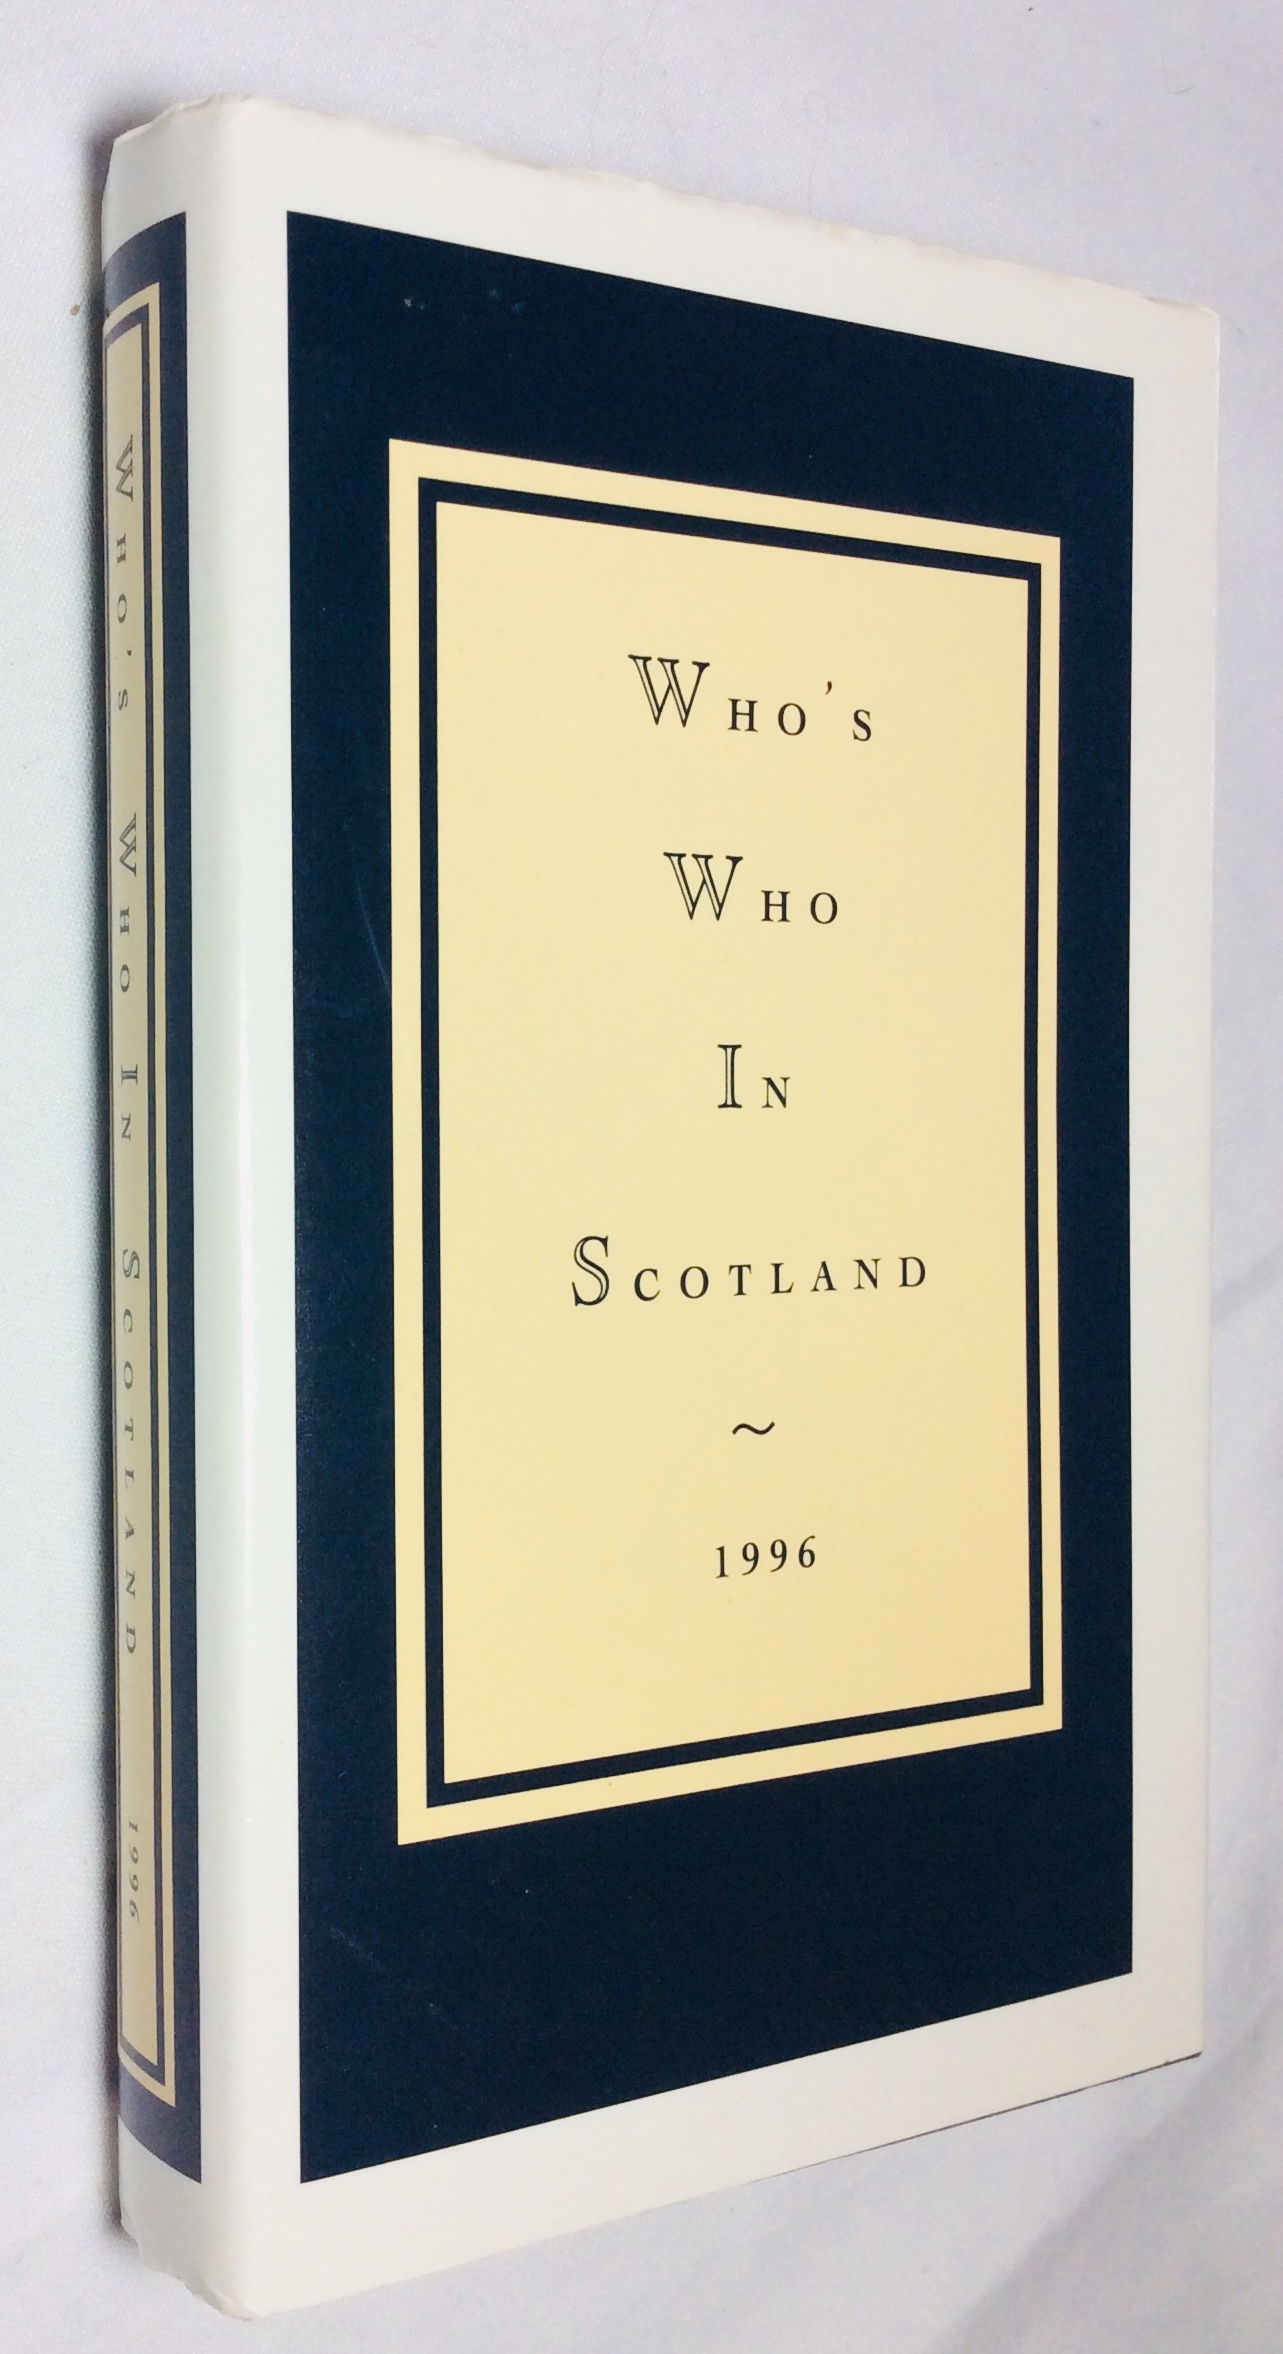 Who's Who In Scotland 1996
Who's
Who
In
Scotland
~
1996